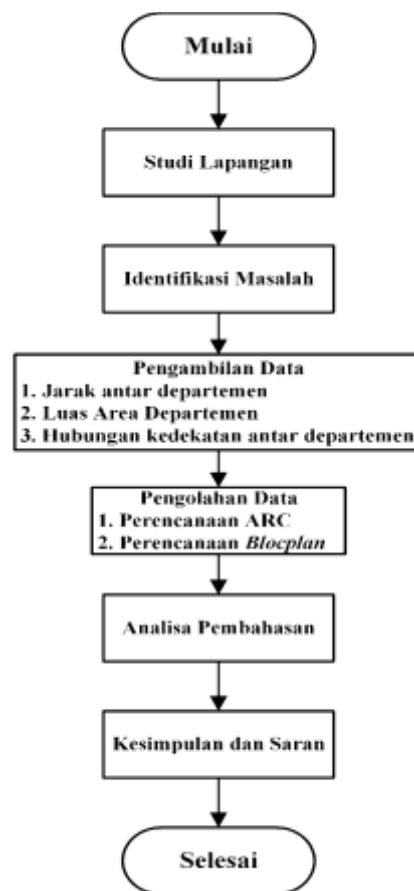 Mulai
Studi Lapangan
Identifikasi Masalah
Pengambilan Data
1. Jarak antar departemen
2. Luas Area Departemen
3. Hubungan kedekatan antar departemen
Pengolahan Data
1. Perencanaan ARC
2. Perencanaan Blocplan
Analisa Pembahasan
Kesimpulan dan Saran
Selesai